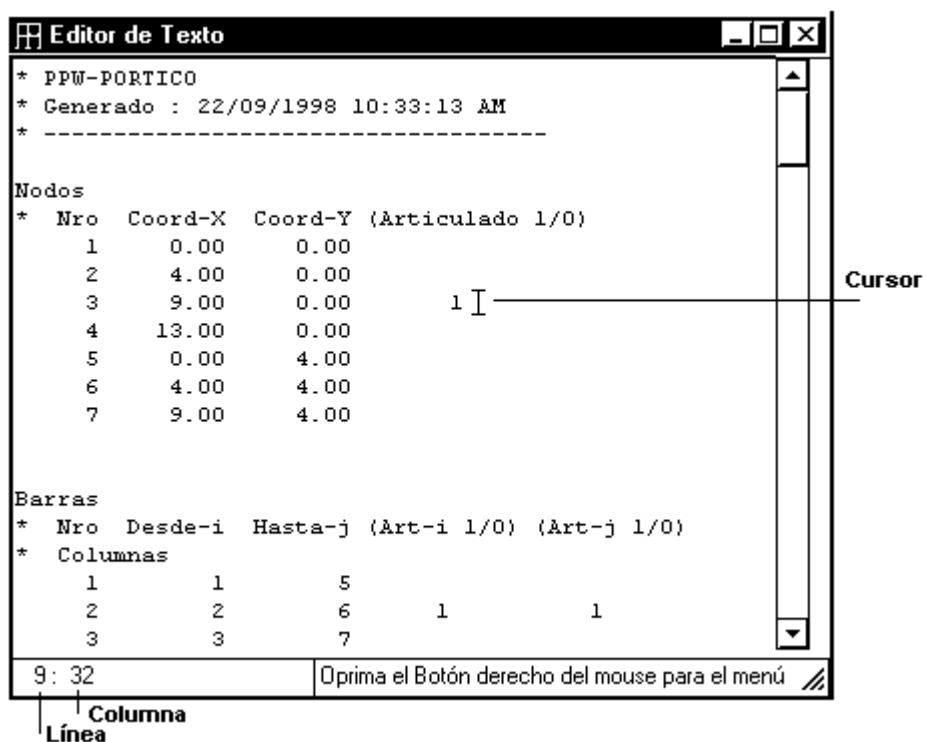 Editor de Texto
* PPW-PORTICO
* Generado : 22/09/1998 10:33:13 AM
* ------------------------------------
Nodos
* Nro Coord-X Coord-Y (Articulado 1/0)
1 0.00 0.00
2 4.00 0.00
3 9.00 0.00 1
Cursor
4 13.00 0.00
5 0.00 4.00
6 4.00 4.00
7 9.00 4.00
Barras
* Nro Desde-i Hasta-j (Art-i 1/0) (Art-j 1/0)
* Columnas
1 1 5
2 2 6 1 1
3 3 7
9: 32 Oprima el Botón derecho del mouse para el menú
Columna
Línea